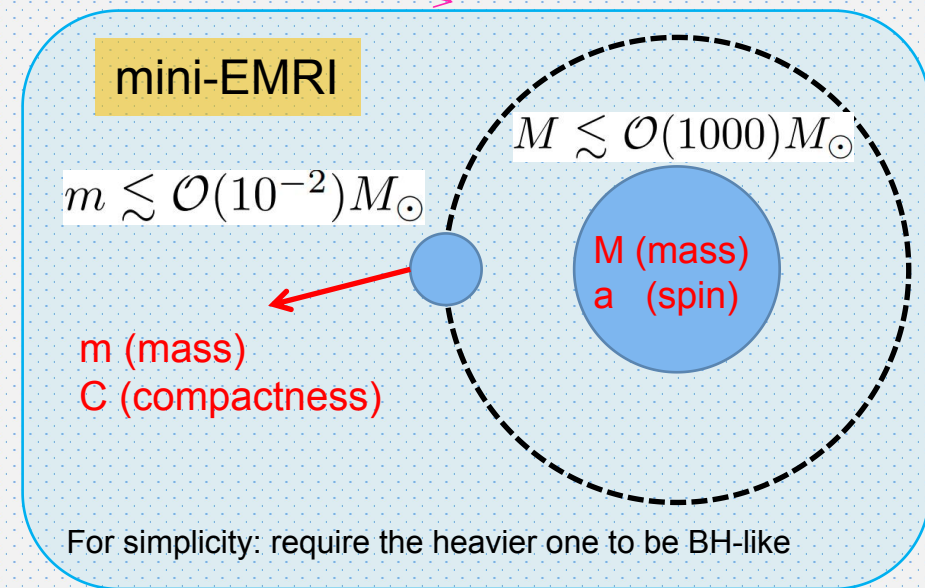 mini-EMRI
M ≲ 𝒪(1000)M⊙
m ≲ 𝒪(10⁻²)M⊙
M (mass)
a (spin)
m (mass)
C (compactness)
For simplicity: require the heavier one to be BH-like